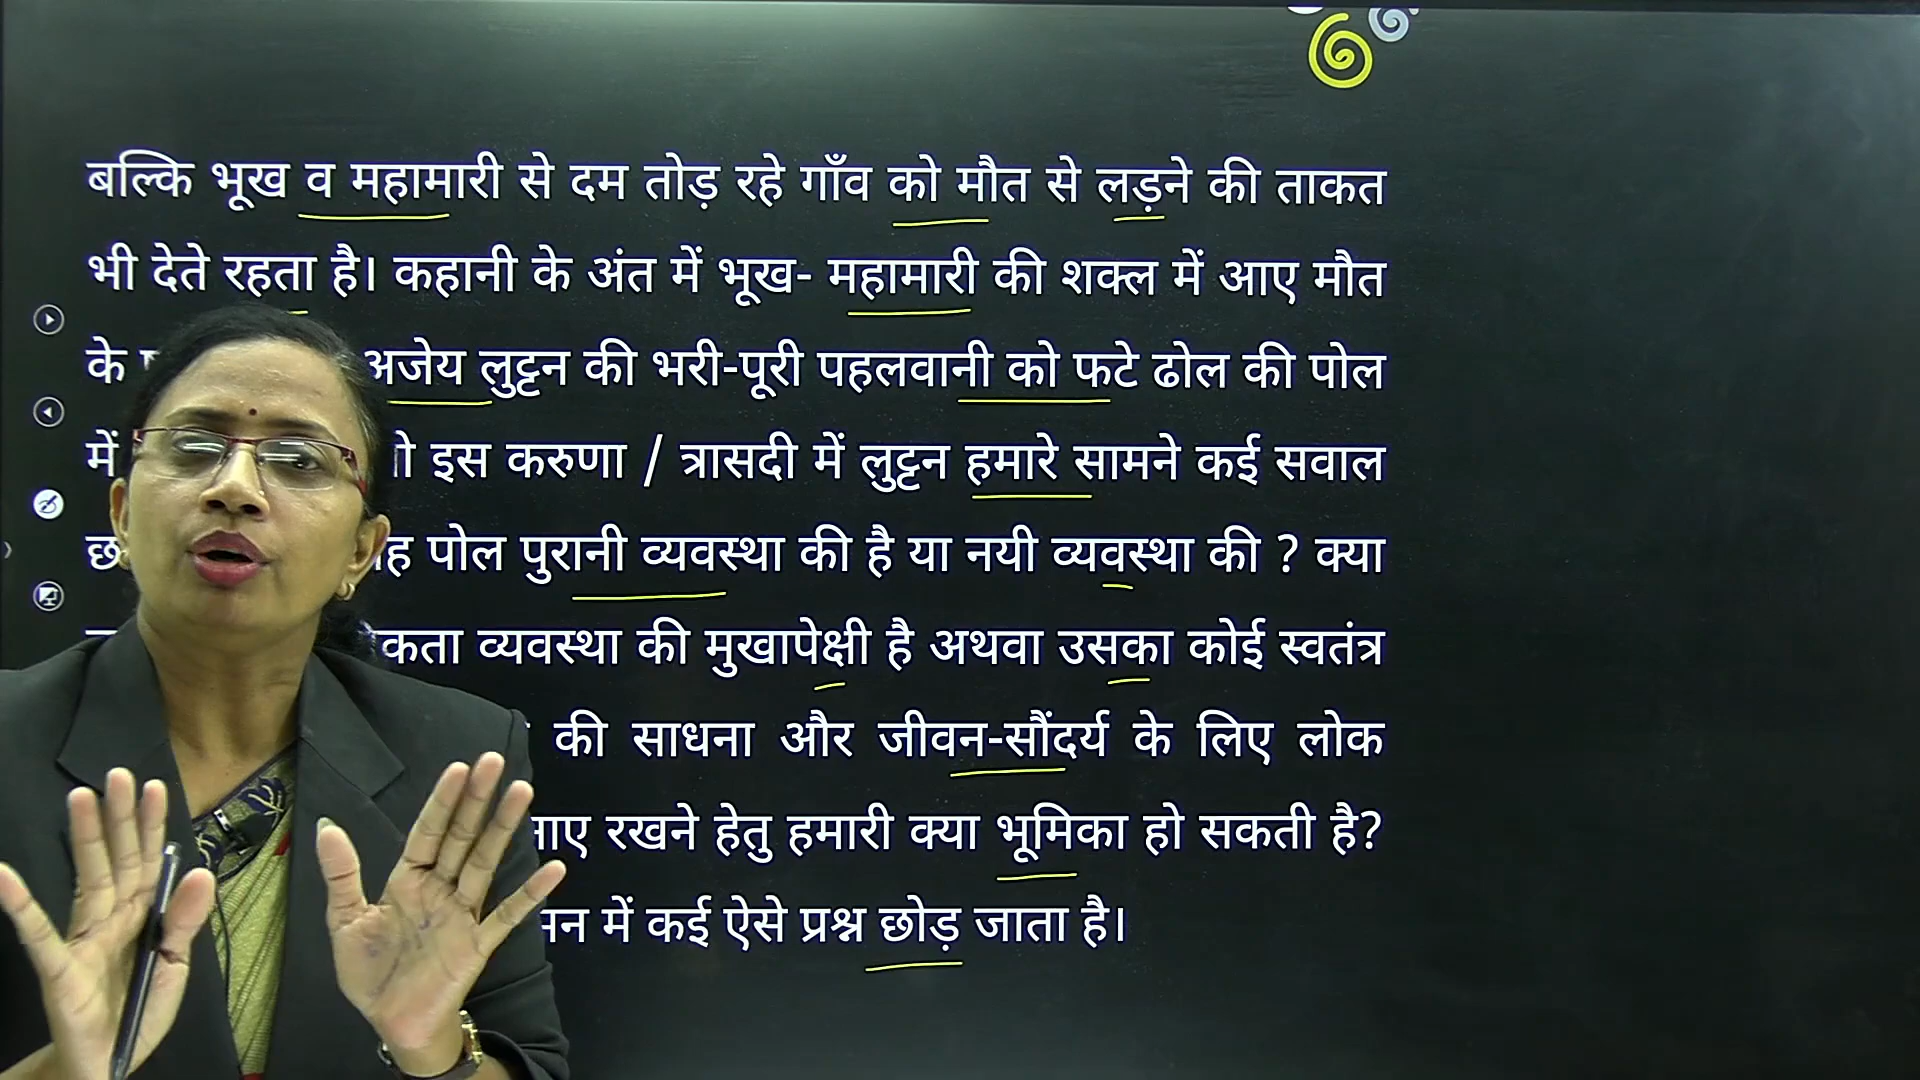 बल्कि भूख व महामारी से दम तोड़ रहे गाँव को मौत से लड़ने की ताकत
भी देते रहता है। कहानी के अंत में भूख- महामारी की शक्ल में आए मौत
के अजेय लुट्टन की भरी-पूरी पहलवानी को फटे ढोल की पोल
में इस करुणा / त्रासदी में लुट्टन हमारे सामने कई सवाल
पोल पुरानी व्यवस्था की है या नयी व्यवस्था की ? क्या
व्यवस्था की मुखापेक्षी है अथवा उसका कोई स्वतंत्र
की साधना और जीवन-सौंदर्य के लिए लोक
रखने हेतु हमारी क्या भूमिका हो सकती है?
में कई ऐसे प्रश्न छोड़ जाता है।